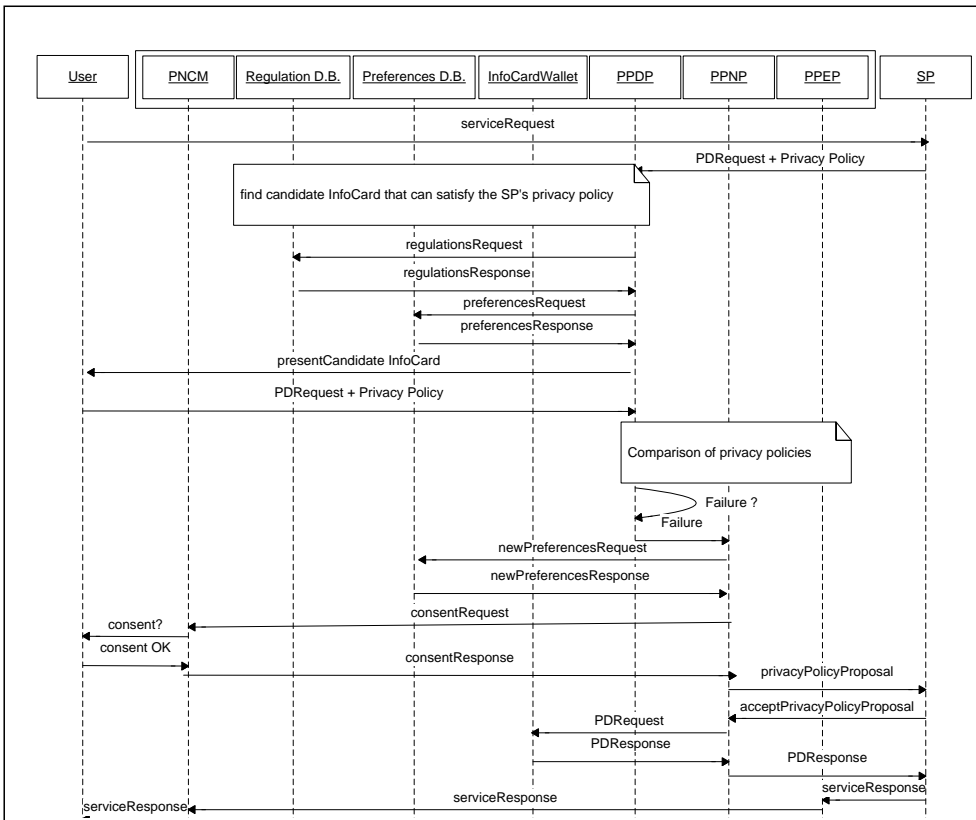 User
PNCM
Regulation D.B.
Preferences D.B.
InfoCardWallet
PPDP
PPNP
PPEP
SP
serviceRequest
PDRequest + Privacy Policy
find candidate InfoCard that can satisfy the SP's privacy policy
regulationsRequest
regulationsResponse
preferencesRequest
preferencesResponse
presentCandidate InfoCard
PDRequest + Privacy Policy
Comparison of privacy policies
Failure ?
Failure
newPreferencesRequest
newPreferencesResponse
consentRequest
consent?
consent OK
consentResponse
privacyPolicyProposal
acceptPrivacyPolicyProposal
PDRequest
PDResponse
PDResponse
serviceResponse
serviceResponse
serviceResponse